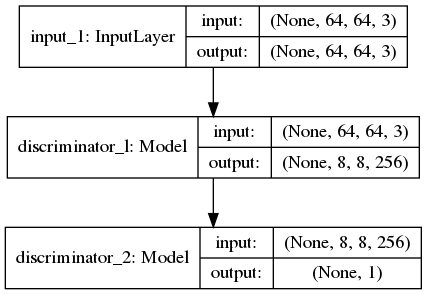 input_1: InputLayer
input: (None, 64, 64, 3)
output: (None, 64, 64, 3)
discriminator_l: Model
input: (None, 64, 64, 3)
output: (None, 8, 8, 256)
discriminator_2: Model
input: (None, 8, 8, 256)
output: (None, 1)